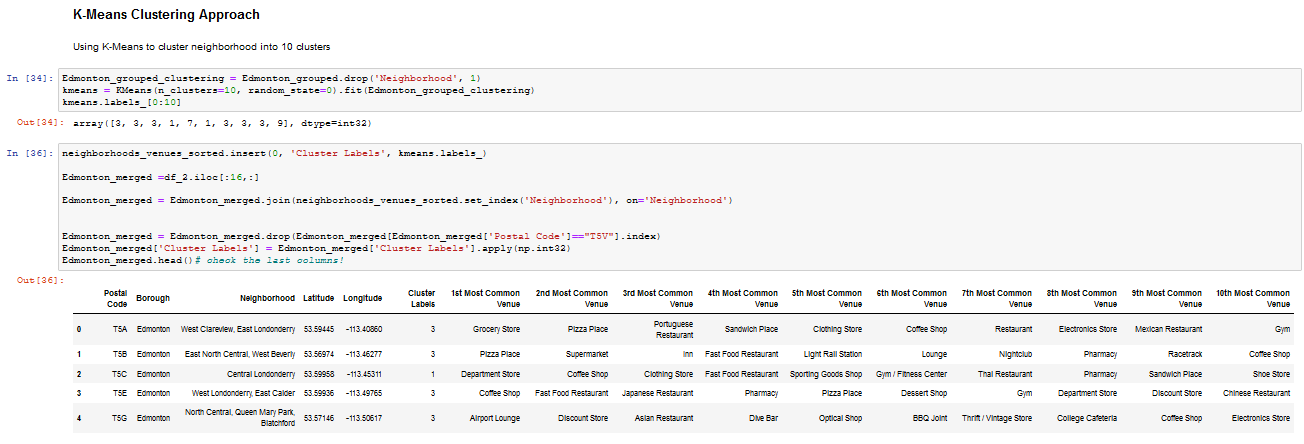 K-Means Clustering Approach
Using K-Means to cluster neighborhood into 10 clusters
In [34]: Edmonton_grouped_clustering = Edmonton_grouped.drop('Neighborhood', 1)
kmeans = KMeans(n_clusters=10, random_state=0).fit(Edmonton_grouped_clustering)
kmeans.labels_[0:10]
Out[34]: array([3, 3, 3, 1, 7, 1, 3, 3, 3, 9], dtype=int32)
In [36]: neighborhoods_venues_sorted.insert(0, 'Cluster Labels', kmeans.labels_)
Edmonton_merged =df_2.iloc[:16,:]
Edmonton_merged = Edmonton_merged.join(neighborhoods_venues_sorted.set_index('Neighborhood'), on='Neighborhood')
Edmonton_merged = Edmonton_merged.drop(Edmonton_merged[Edmonton_merged['Postal Code']=="T5V"].index)
Edmonton_merged['Cluster Labels'] = Edmonton_merged['Cluster Labels'].apply(np.int32)
Edmonton_merged.head()# check the last columns!
Out[36]:
Postal Code Borough Neighborhood Latitude Longitude Cluster Labels 1st Most Common Venue 2nd Most Common Venue 3rd Most Common Venue 4th Most Common Venue 5th Most Common Venue 6th Most Common Venue 7th Most Common Venue 8th Most Common Venue 9th Most Common Venue 10th Most Common Venue
0 T5A Edmonton West Clareview, East Londonderry 53.59445 -113.40860 3 Grocery Store Pizza Place Portuguese Restaurant Sandwich Place Clothing Store Coffee Shop Restaurant Electronics Store Mexican Restaurant Gym
1 T5B Edmonton East North Central, West Beverly 53.56974 -113.46277 3 Pizza Place Supermarket Inn Fast Food Restaurant Light Rail Station Lounge Nightclub Pharmacy Racetrack Coffee Shop
2 T5C Edmonton Central Londonderry 53.59958 -113.45311 1 Department Store Coffee Shop Clothing Store Fast Food Restaurant Sporting Goods Shop Gym / Fitness Center Thai Restaurant Pharmacy Sandwich Place Shoe Store
3 T5E Edmonton West Londonderry, East Calder 53.59936 -113.49765 3 Coffee Shop Fast Food Restaurant Japanese Restaurant Pharmacy Pizza Place Dessert Shop Gym Department Store Discount Store Chinese Restaurant
4 T5G Edmonton North Central, Queen Mary Park, Blatchford 53.57146 -113.50617 3 Airport Lounge Discount Store Asian Restaurant Dive Bar Optical Shop BBQ Joint Thrift / Vintage Store College Cafeteria Coffee Shop Electronics Store